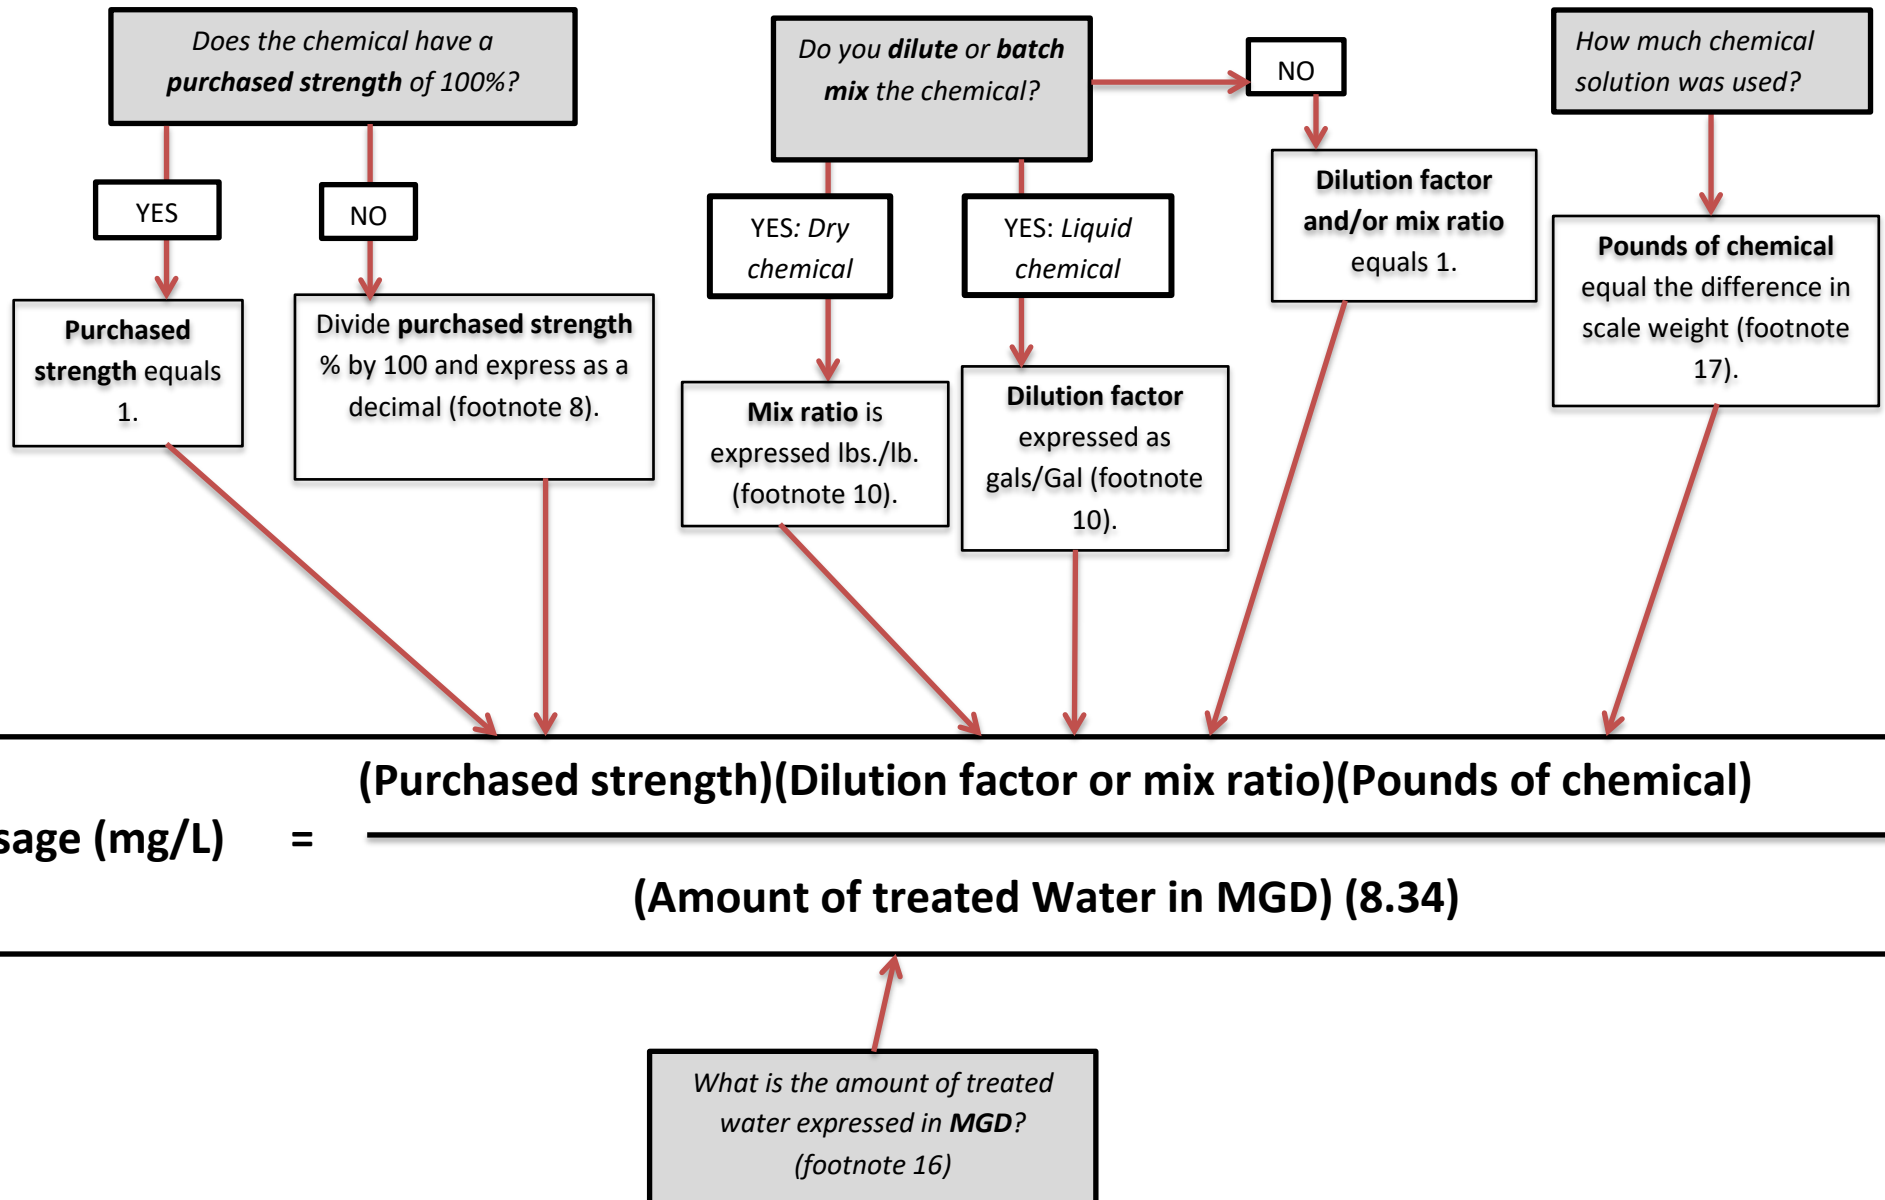 Does the chemical have a
purchased strength of 100%?
YES
NO
Purchased
strength equals
1.
Divide purchased strength
% by 100 and express as a
decimal (footnote 8).
Do you dilute or batch
mix the chemical?
NO
YES: Dry
chemical
YES: Liquid
chemical
Mix ratio is
expressed lbs./lb.
(footnote 10).
Dilution factor
expressed as
gals/Gal (footnote
10).
Dilution factor
and/or mix ratio
equals 1.
How much chemical
solution was used?
Pounds of chemical
equal the difference in
scale weight (footnote
17).
sage (mg/L) =
(Purchased strength)(Dilution factor or mix ratio)(Pounds of chemical)
(Amount of treated Water in MGD) (8.34)
What is the amount of treated
water expressed in MGD?
(footnote 16)